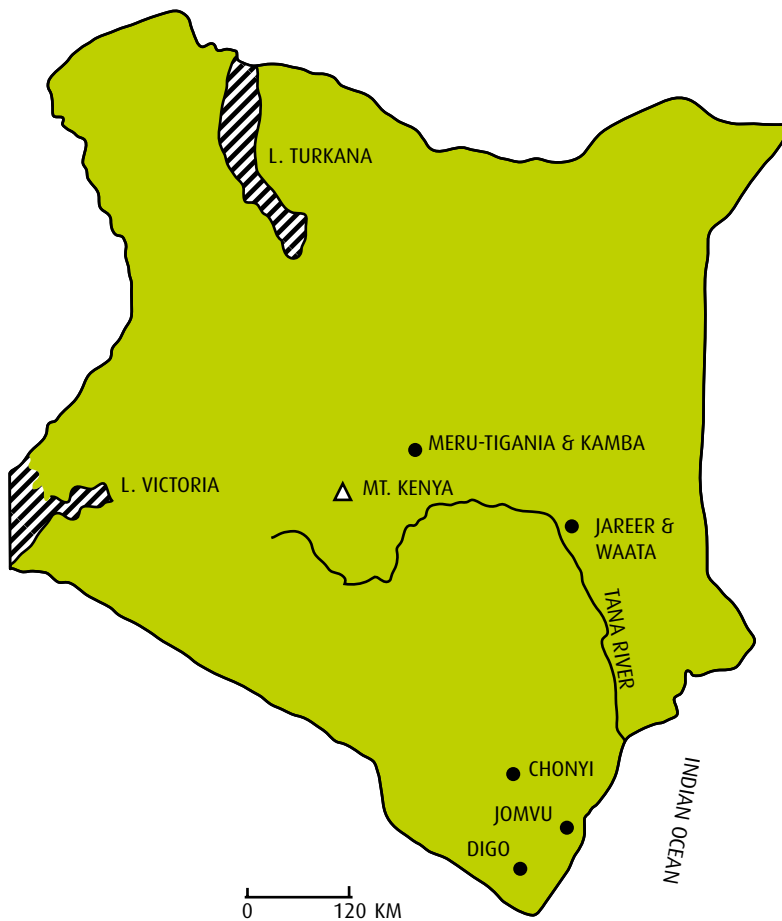 L. TURKANA
MERU-TIGANIA & KAMBA
L. VICTORIA
MT. KENYA
JAREER &
WAATA
TANA RIVER
CHONYI
INDIAN OCEAN
JOMVU
DIGO
0 120 KM